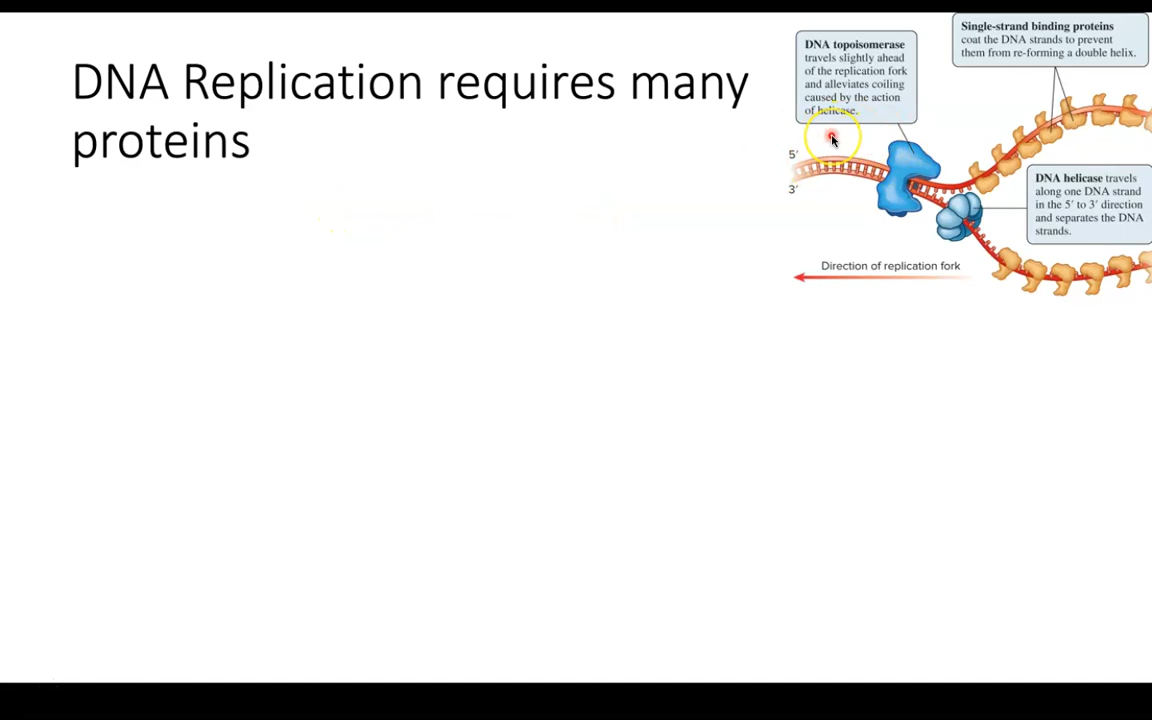 DNA Replication requires many
proteins
DNA topoisomerase
travels slightly ahead
of the replication fork
and alleviates coiling
caused by the action
of helicase.
Single-strand binding proteins
coat the DNA strands to prevent
them from re-forming a double helix.
5′
3′
DNA helicase travels
along one DNA strand
in the 5′ to 3′ direction
and separates the DNA
strands.
Direction of replication fork